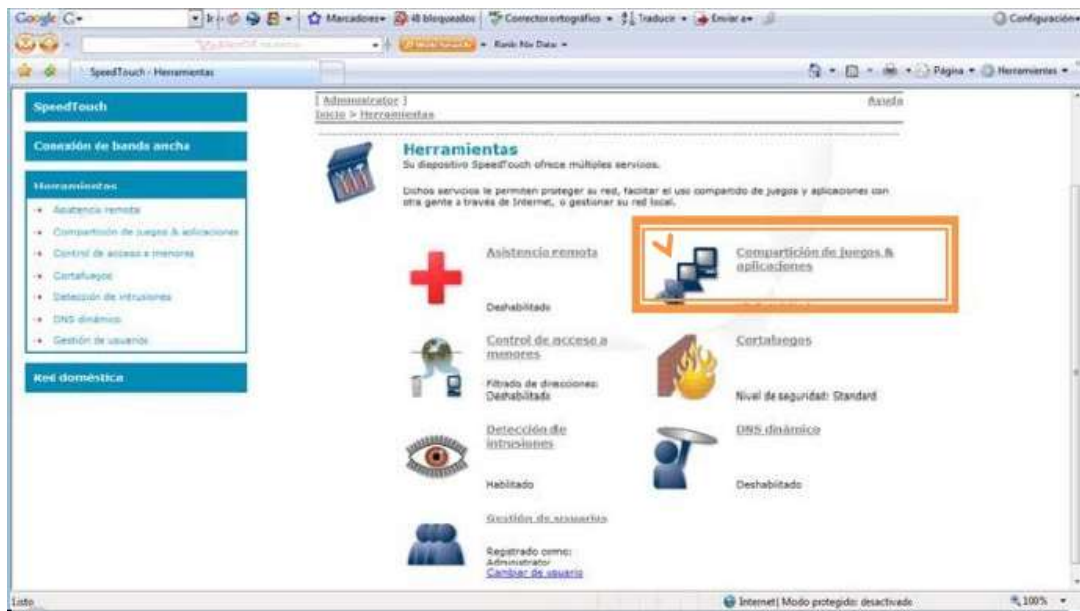 Google G
Marcadores
48 bloqueados
Corrector ortográfico
Traducir
Enviar a
Configuración
SpeedTouch - Herramientas
Página
Herramientas
SpeedTouch
Conexión de banda ancha
Herramientas
Asistencia remota
Compartición de juegos & aplicaciones
Control de acceso a menores
Cortafuegos
Detección de intrusiones
DNS dinámico
Gestión de usuarios
Red doméstica
[ Administrator ]
Ayuda
Inicio > Herramientas
Herramientas
Su dispositivo SpeedTouch ofrece múltiples servicios.
Dichos servicios le permiten proteger su red, facilitar el uso compartido de juegos y aplicaciones con
otra gente a través de Internet, o gestionar su red local.
Asistencia remota
Deshabilitado
Compartición de juegos &
aplicaciones
Control de acceso a
menores
Filtrado de direcciones:
Deshabilitado
Cortafuegos
Nivel de seguridad: Standard
Detección de
intrusiones
Habilitado
DNS dinámico
Deshabilitado
Gestión de usuarios
Registrado como:
Administrator
Cambiar de usuario
Listo
Internet | Modo protegido: desactivado
100%